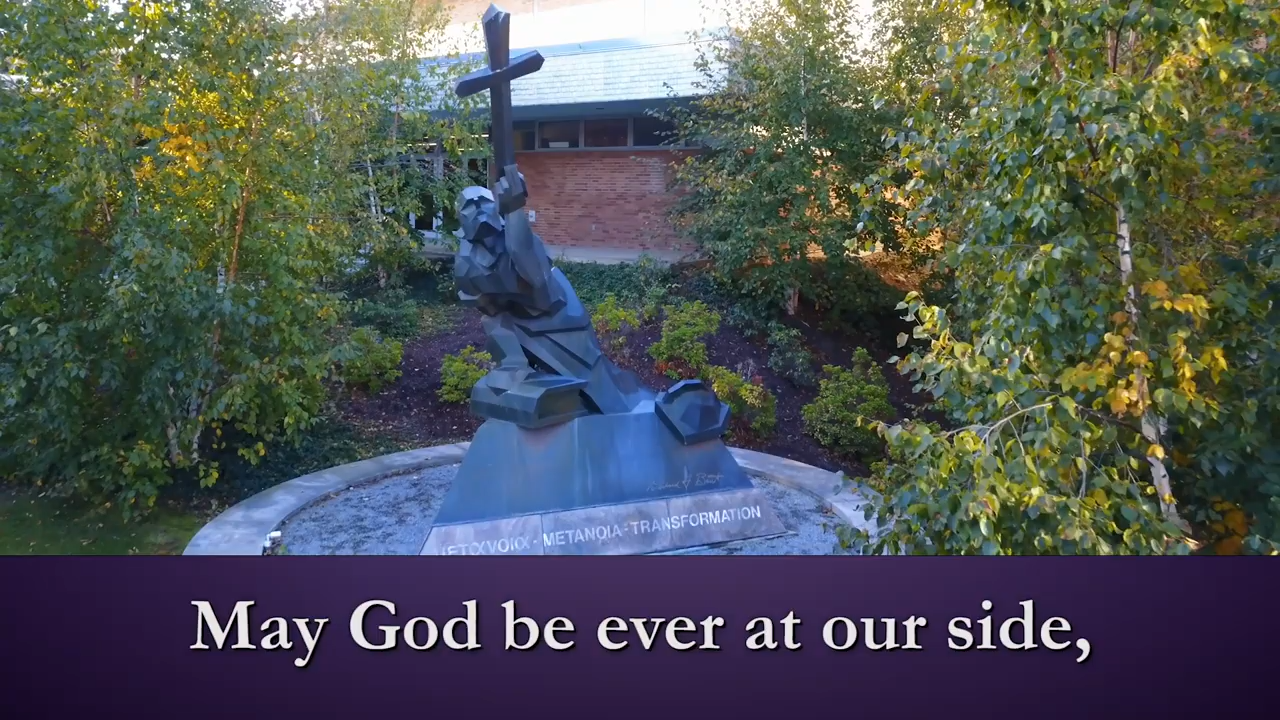 - METANOIA - TRANSFORMATION
May God be ever at our side,